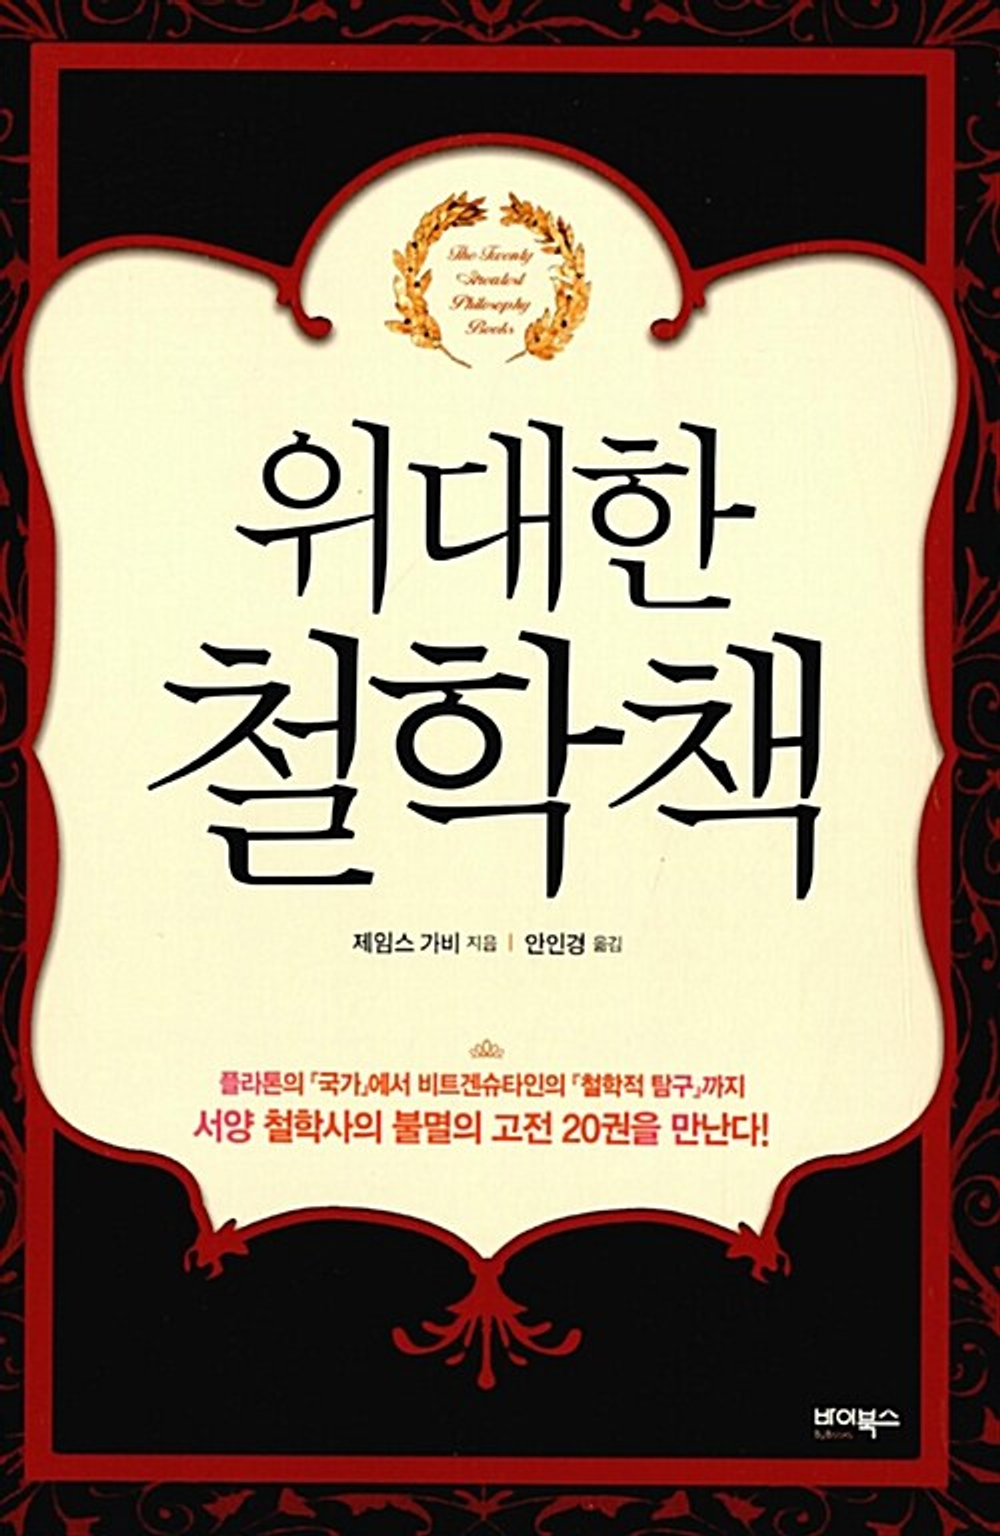 The Twenty
Greatest
Philosophy
Books
위대한
철학책
제임스 가비 지음 | 안인경 옮김
플라톤의 『국가』에서 비트겐슈타인의 『철학적 탐구』까지
서양 철학사의 불멸의 고전 20권을 만난다!
바이북스
ByBooks